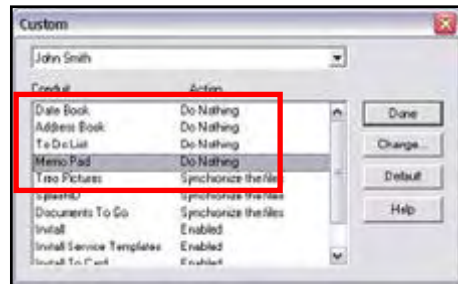 Custom
John Smith
Conduit Action
Date Book Do Nothing
Address Book Do Nothing
To Do List Do Nothing
Memo Pad Do Nothing
Treo Pictures Synchronize the files
SplashID Synchronize the files
Documents To Go Synchronize the files
Install Enabled
Install Service Templates Enabled
Install To Card Enabled
Done
Change...
Default
Help